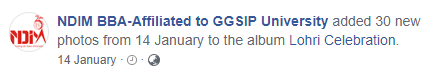 NDIM
NDIM BBA-Affiliated to GGSIP University added 30 new
photos from 14 January to the album Lohri Celebration.
14 January · ·